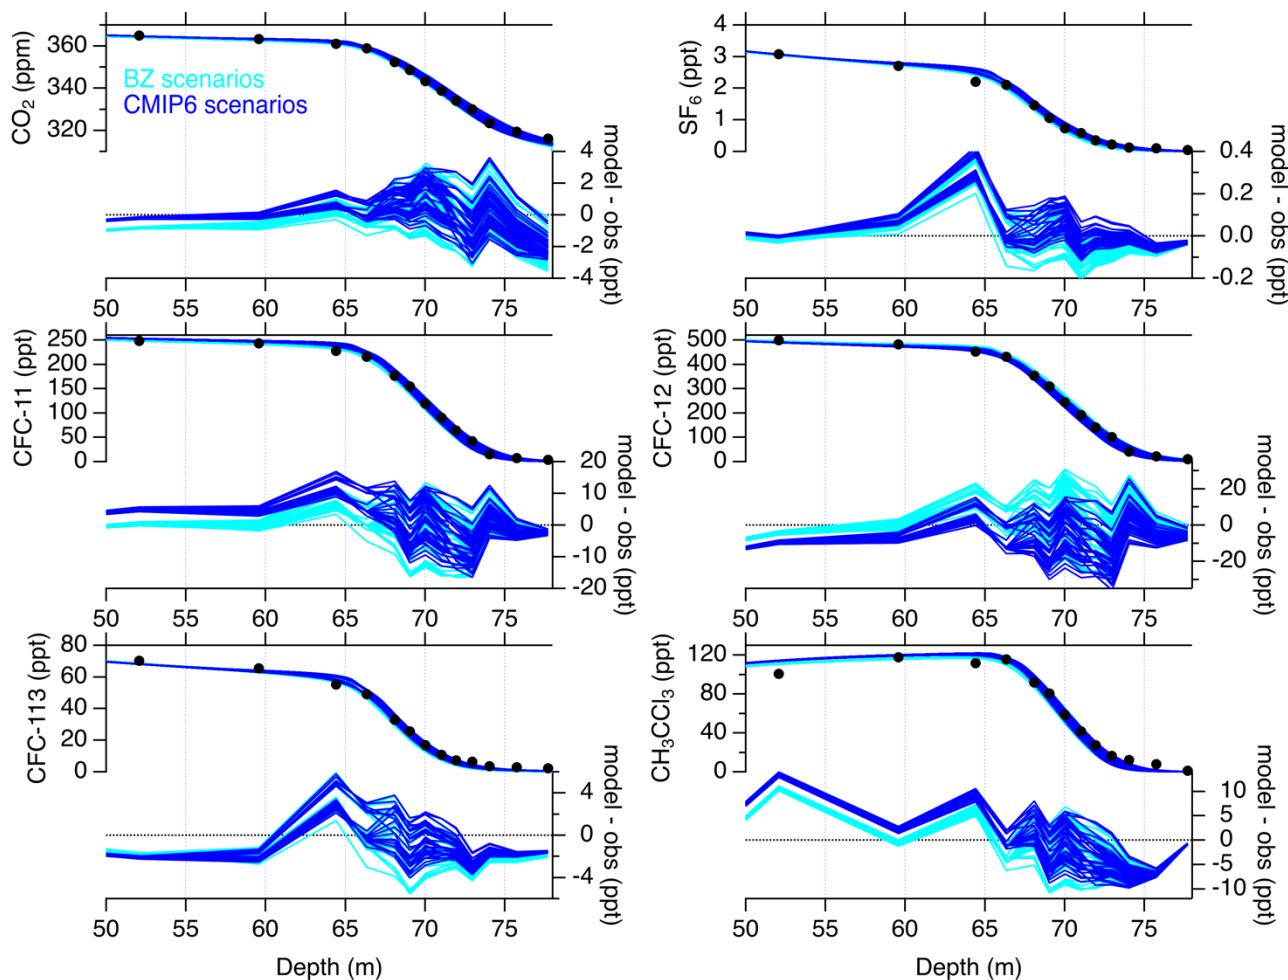 CO2 (ppm)
360
340
320
BZ scenarios
CMIP6 scenarios
4
2
0
-2
-4
model - obs (ppt)
50 55 60 65 70 75
SF6 (ppt)
4
3
2
1
0
0.4
0.2
0.0
-0.2
model - obs (ppt)
50 55 60 65 70 75
CFC-11 (ppt)
250
200
150
100
50
0
20
10
0
-10
-20
model - obs (ppt)
50 55 60 65 70 75
CFC-12 (ppt)
500
400
300
200
100
0
20
0
-20
model - obs (ppt)
50 55 60 65 70 75
CFC-113 (ppt)
80
60
40
20
0
4
0
-4
model - obs (ppt)
50 55 60 65 70 75
Depth (m)
CH3CCl3 (ppt)
120
80
40
0
10
5
0
-5
-10
model - obs (ppt)
50 55 60 65 70 75
Depth (m)